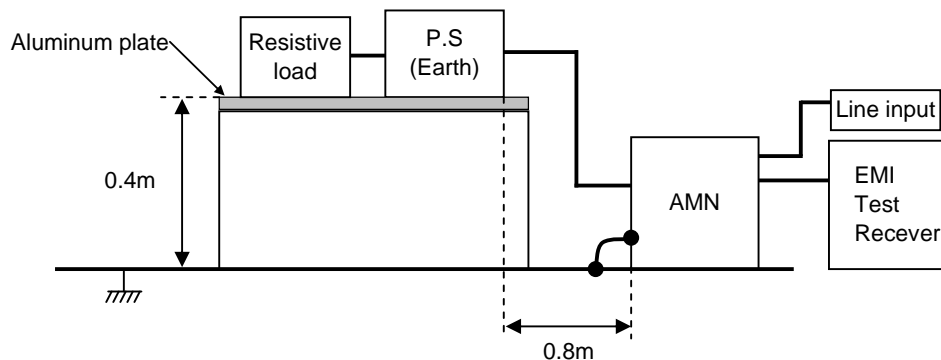 Aluminum plate
Resistive
load
P.S
(Earth)
Line input
0.4m
AMN
EMI
Test
Recever
0.8m